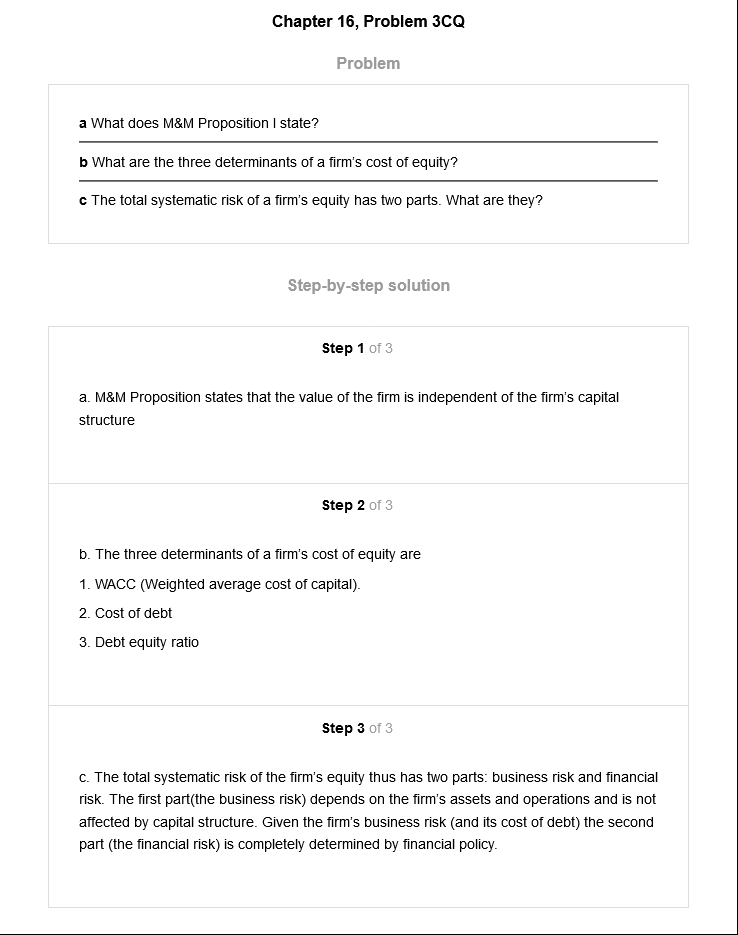 Chapter 16, Problem 3CQ
Problem
a What does M&M Proposition I state?
b What are the three determinants of a firm's cost of equity?
c The total systematic risk of a firm's equity has two parts. What are they?
Step-by-step solution
Step 1 of 3
a. M&M Proposition states that the value of the firm is independent of the firm's capital
structure
Step 2 of 3
b. The three determinants of a firm's cost of equity are
1. WACC (Weighted average cost of capital).
2. Cost of debt
3. Debt equity ratio
Step 3 of 3
c. The total systematic risk of the firm's equity thus has two parts: business risk and financial
risk. The first part(the business risk) depends on the firm's assets and operations and is not
affected by capital structure. Given the firm's business risk (and its cost of debt) the second
part (the financial risk) is completely determined by financial policy.